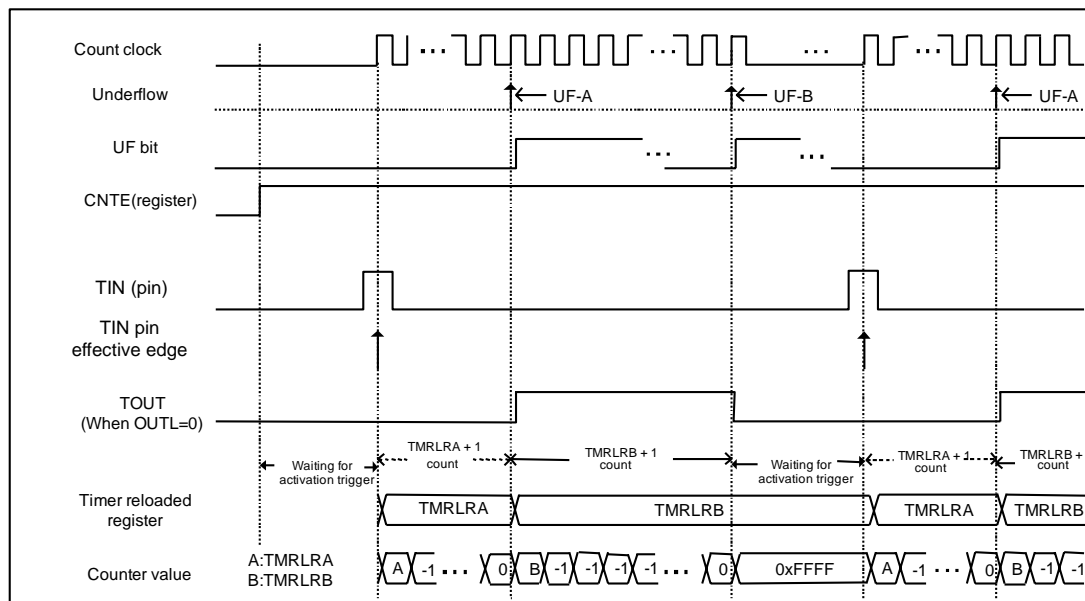 Count clock
Underflow
UF-A
UF-B
UF-A
UF bit
CNTE(register)
TIN (pin)
TIN pin
effective edge
TOUT
(When OUTL=0)
Waiting for
activation trigger
TMRLRA + 1
count
TMRLRB + 1
count
Waiting for
activation trigger
TMRLRA + 1
count
TMRLRB +
count
Timer reloaded
register
TMRLRA
TMRLRB
TMRLRA
TMRLRB
A:TMRLRA
B:TMRLRB
Counter value
A -1 ... 0 B -1 -1 -1 -1 ... 0 0xFFFF A -1 ... 0 B -1 -1